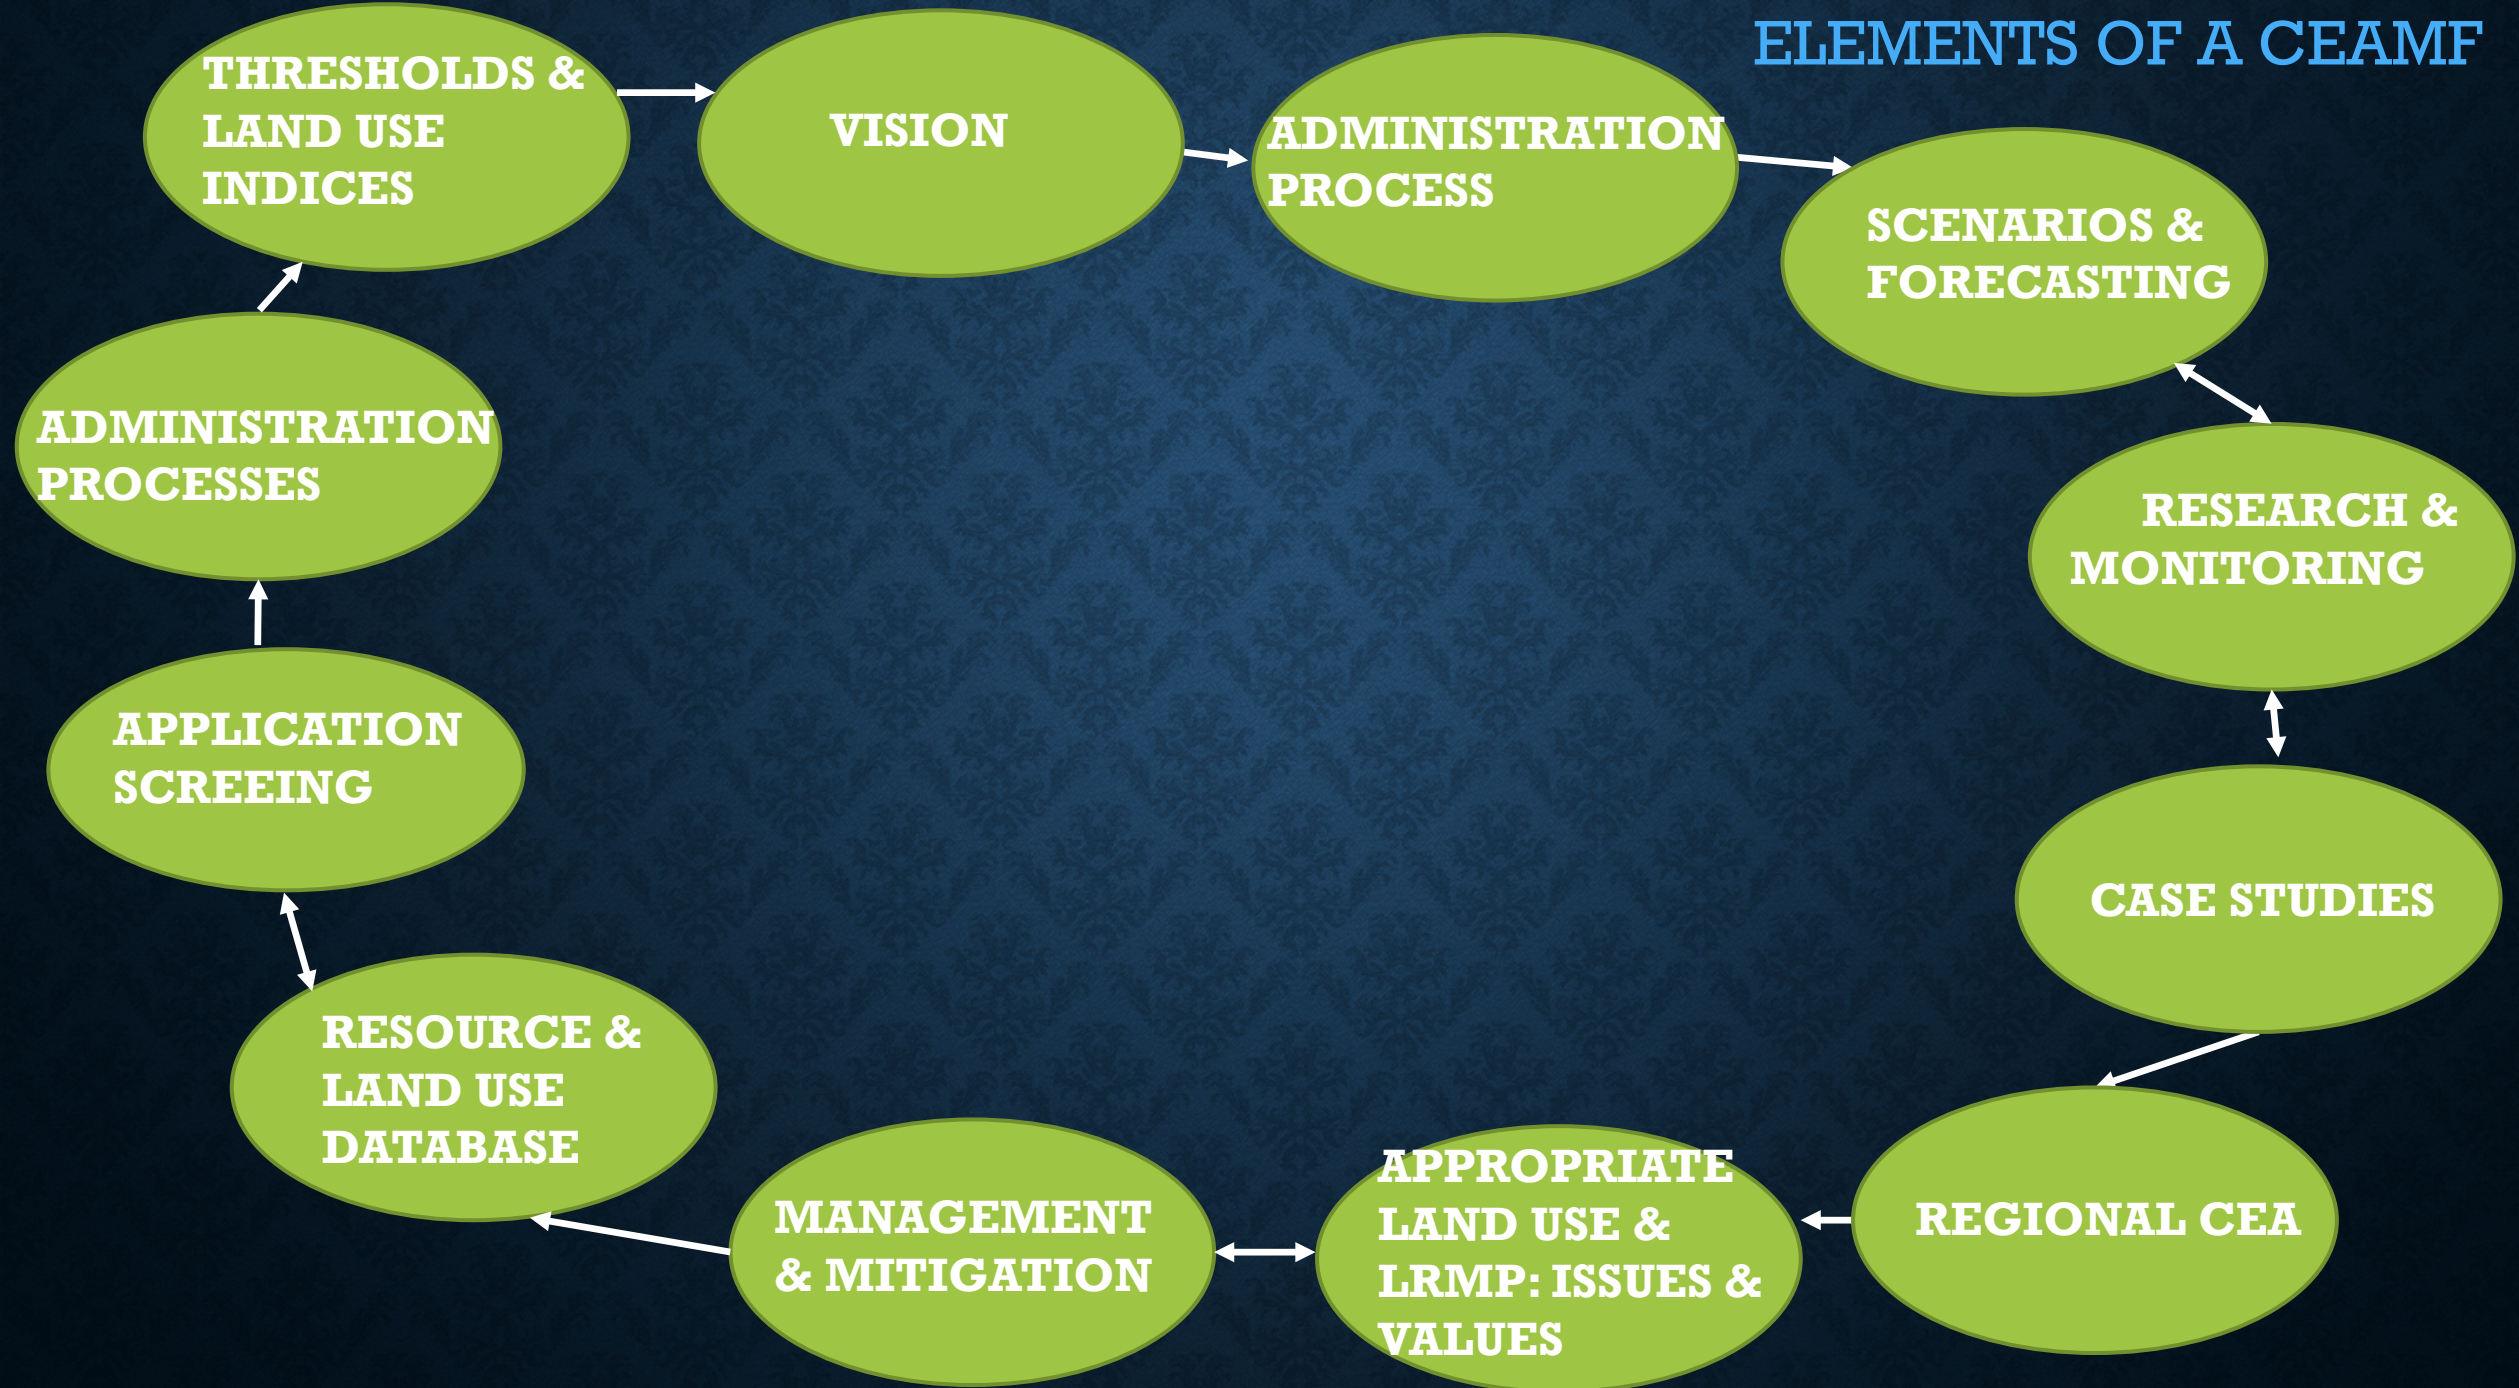 ELEMENTS OF A CEAMF
THRESHOLDS &
LAND USE
INDICES
VISION
ADMINISTRATION
PROCESS
SCENARIOS &
FORECASTING
RESEARCH &
MONITORING
CASE STUDIES
REGIONAL CEA
APPROPRIATE
LAND USE &
LRMP: ISSUES &
VALUES
MANAGEMENT
& MITIGATION
RESOURCE &
LAND USE
DATABASE
APPLICATION
SCREEING
ADMINISTRATION
PROCESSES